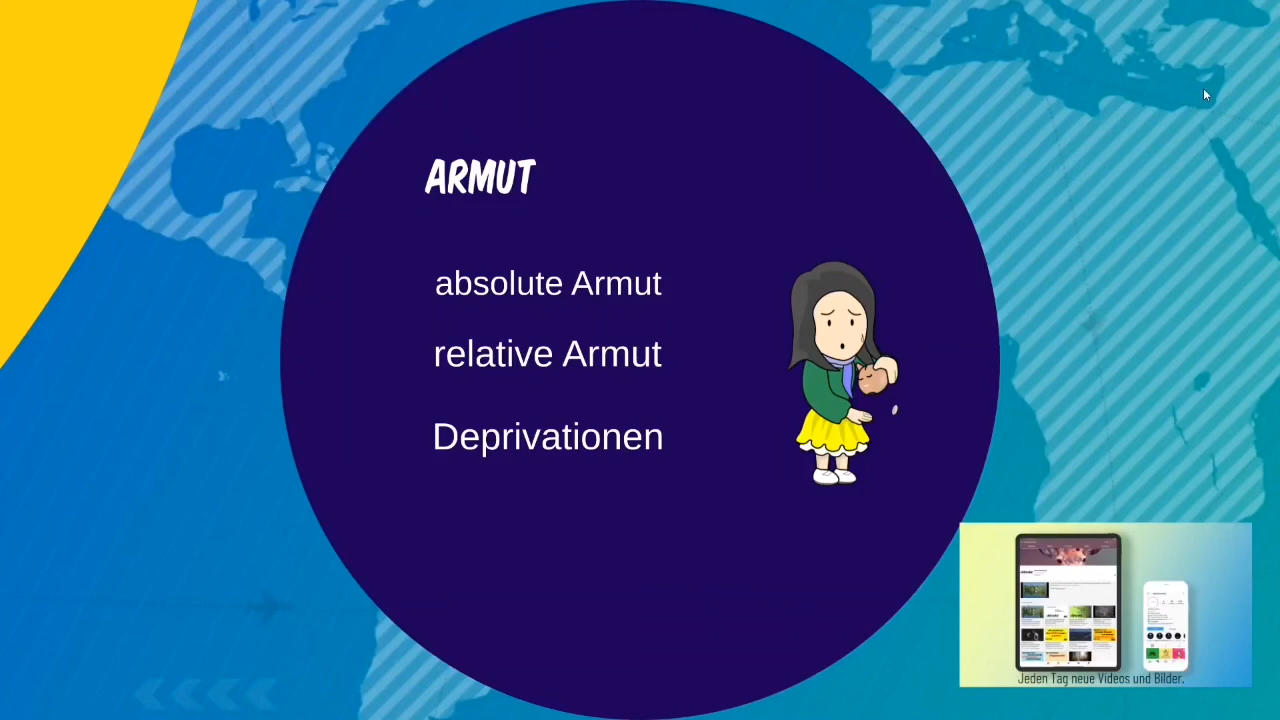 ARMUT
absolute Armut
relative Armut
Deprivationen
Jeden Tag neue Videos und Bilder.